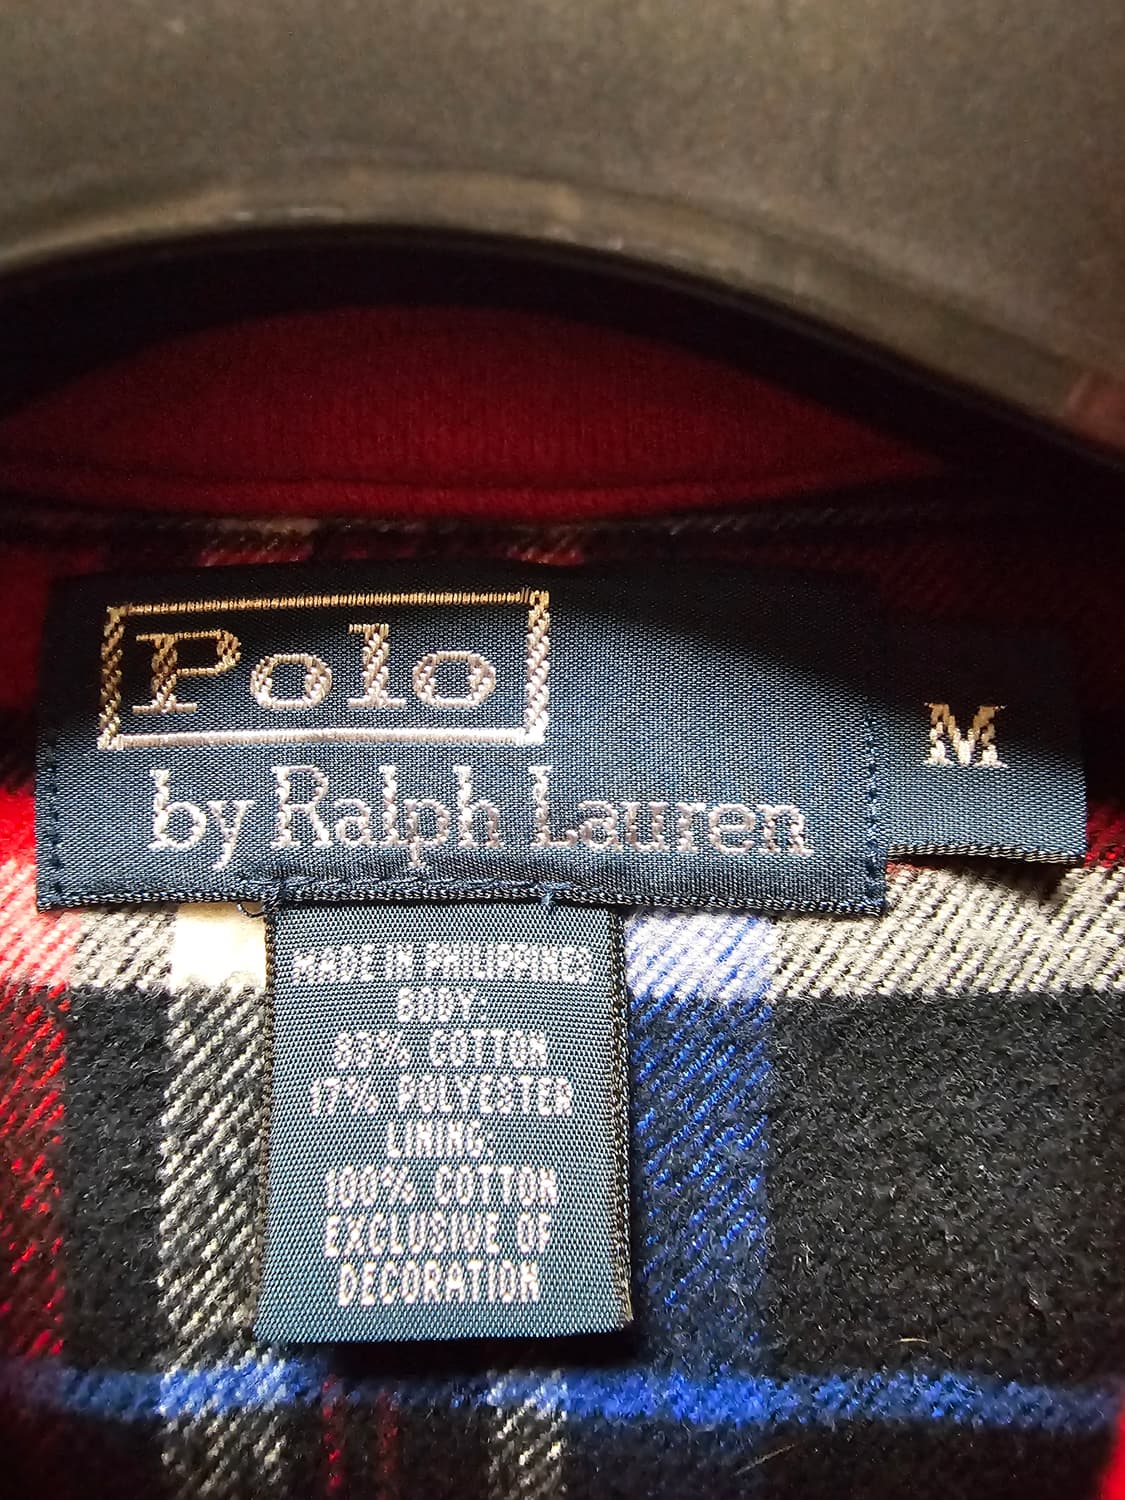 Polo
by Ralph Lauren
M
MADE IN PHILIPPINES
BODY:
83% COTTON
17% POLYESTER
LINING:
100% COTTON
EXCLUSIVE OF
DECORATION